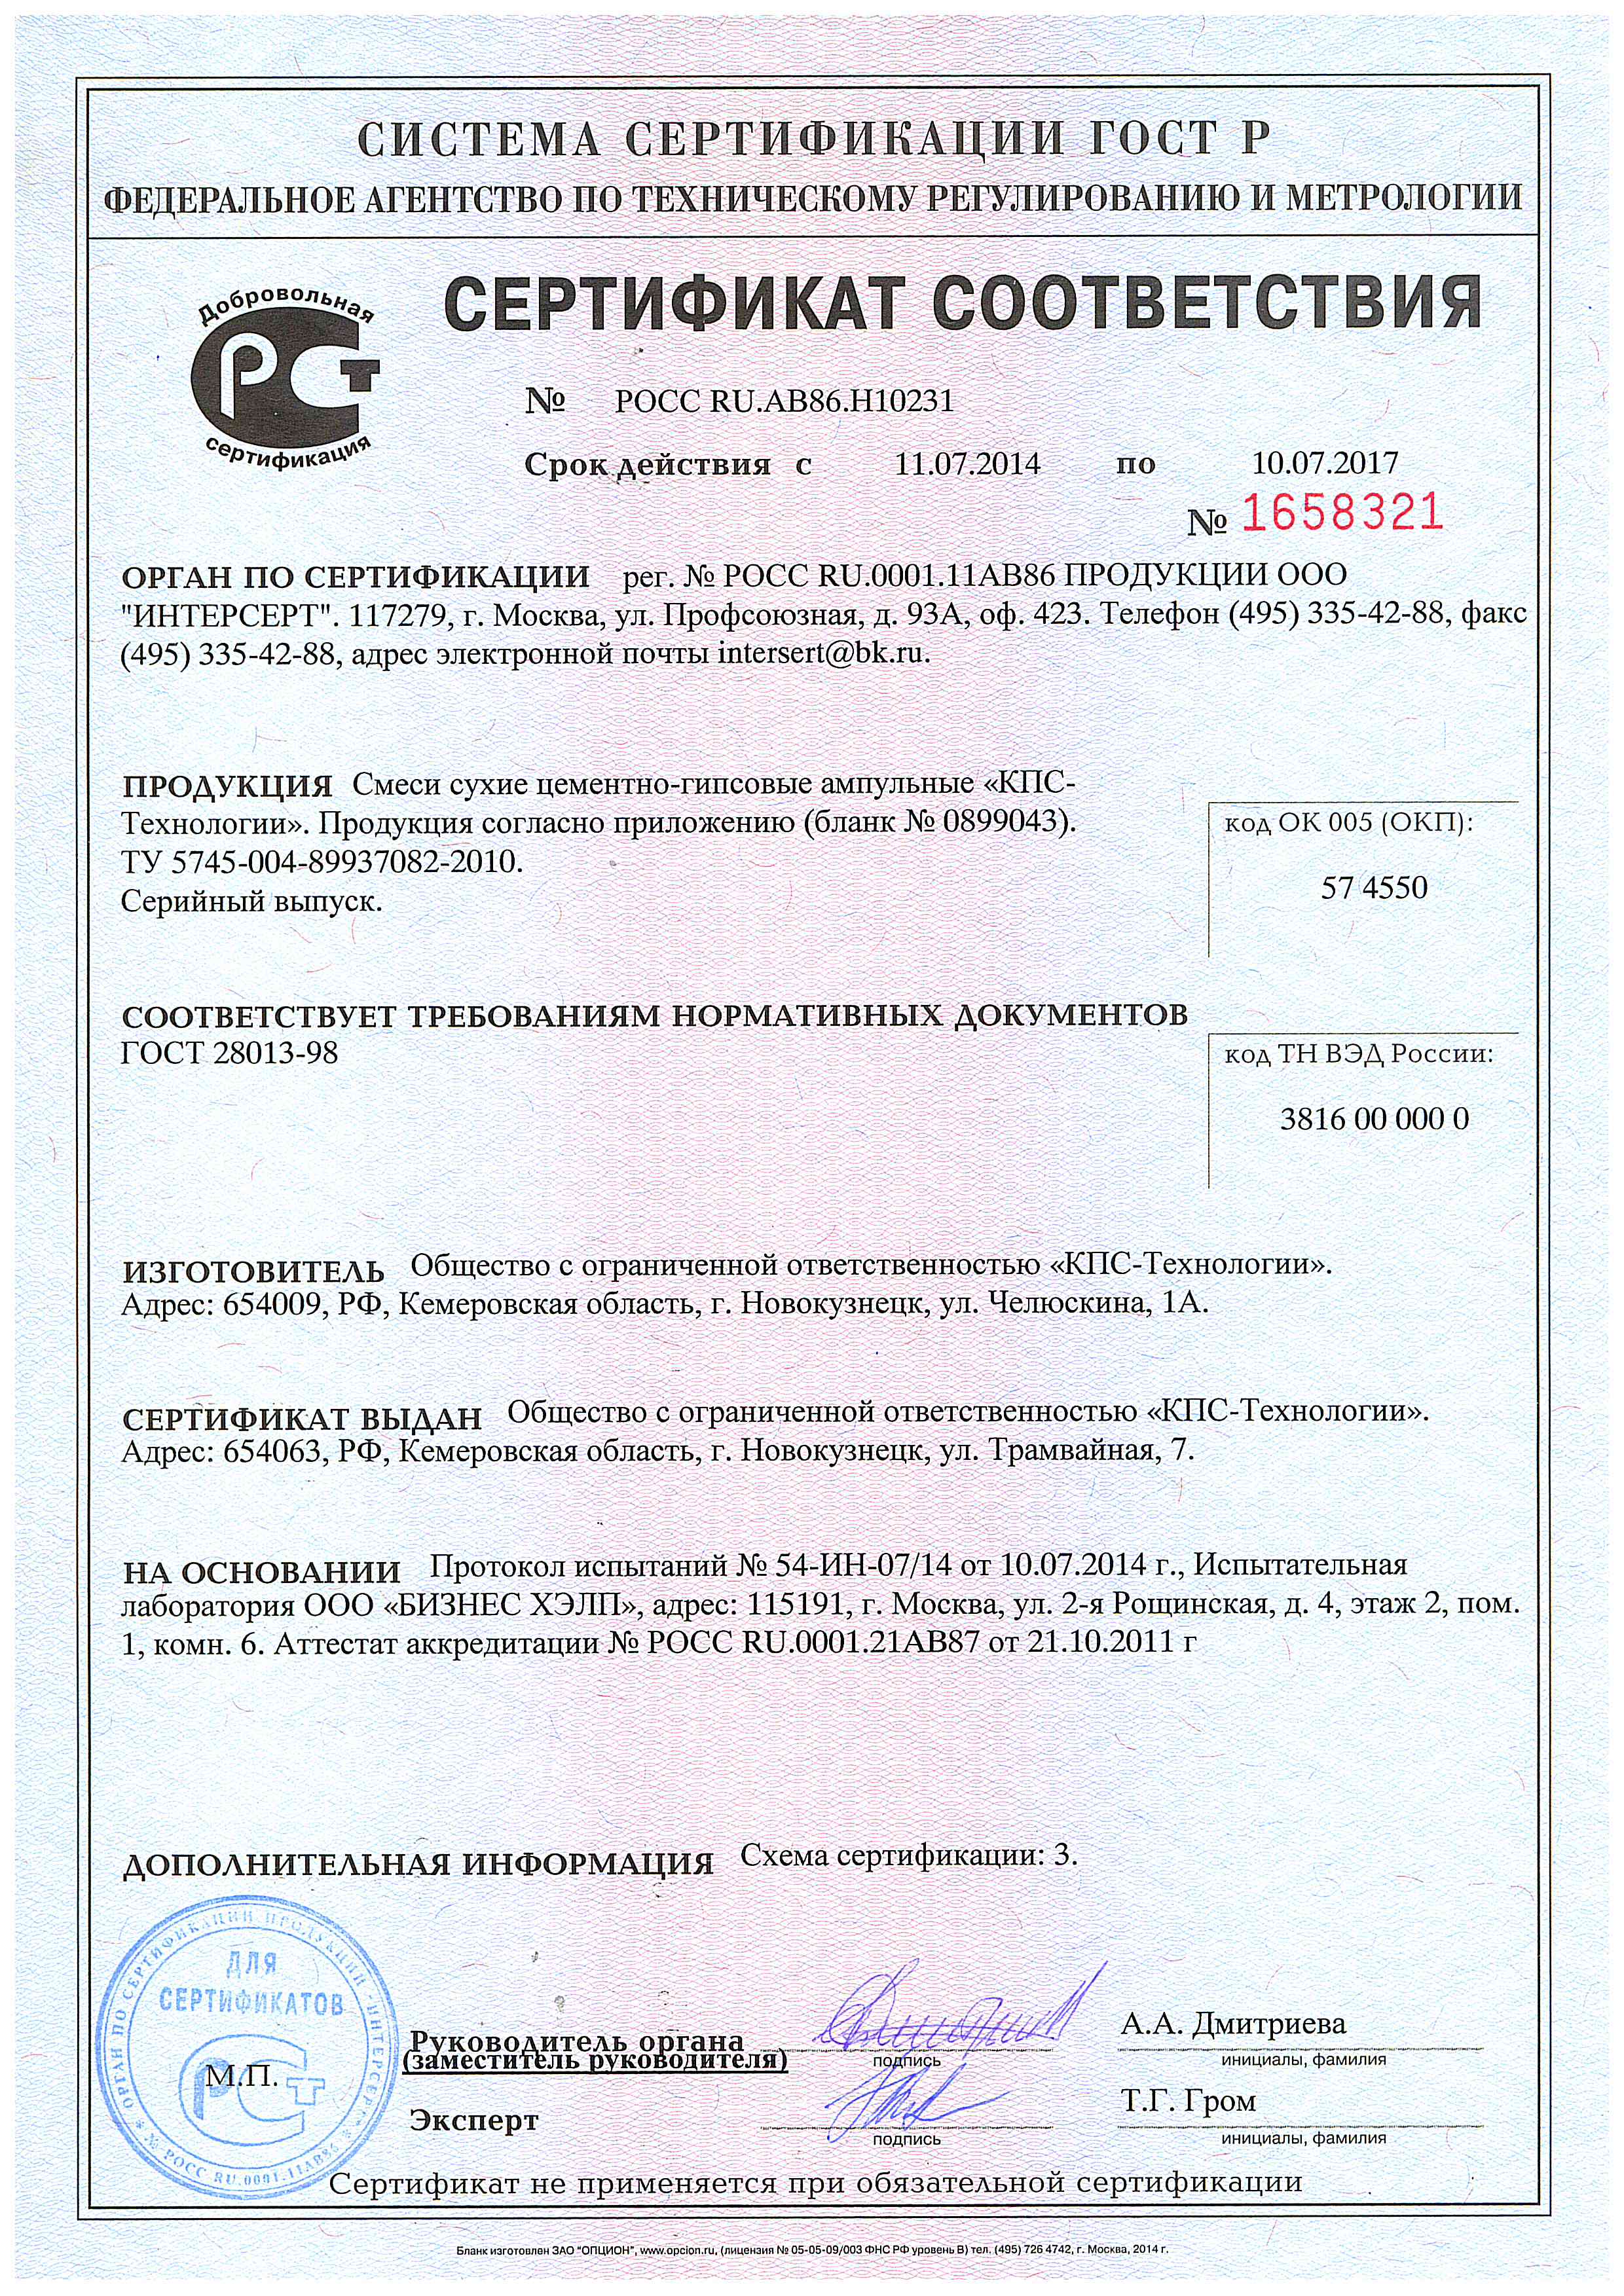 СИСТЕМА СЕРТИФИКАЦИИ ГОСТ Р
ФЕДЕРАЛЬНОЕ АГЕНТСТВО ПО ТЕХНИЧЕСКОМУ РЕГУЛИРОВАНИЮ И МЕТРОЛОГИИ
Добровольная
РСТ
сертификация
СЕРТИФИКАТ СООТВЕТСТВИЯ
№ РОСС RU.АВ86.Н10231
Срок действия с 11.07.2014 по 10.07.2017
№ 1658321
ОРГАН ПО СЕРТИФИКАЦИИ рег. № РОСС RU.0001.11АВ86 ПРОДУКЦИИ ООО
"ИНТЕРСЕРТ". 117279, г. Москва, ул. Профсоюзная, д. 93А, оф. 423. Телефон (495) 335-42-88, факс
(495) 335-42-88, адрес электронной почты intersert@bk.ru.
ПРОДУКЦИЯ Смеси сухие цементно-гипсовые ампульные «КПС-
Технологии». Продукция согласно приложению (бланк № 0899043).
ТУ 5745-004-89937082-2010.
Серийный выпуск.
код ОК 005 (ОКП):
57 4550
СООТВЕТСТВУЕТ ТРЕБОВАНИЯМ НОРМАТИВНЫХ ДОКУМЕНТОВ
ГОСТ 28013-98
код ТН ВЭД России:
3816 00 000 0
ИЗГОТОВИТЕЛЬ Общество с ограниченной ответственностью «КПС-Технологии».
Адрес: 654009, РФ, Кемеровская область, г. Новокузнецк, ул. Челюскина, 1А.
СЕРТИФИКАТ ВЫДАН Общество с ограниченной ответственностью «КПС-Технологии».
Адрес: 654063, РФ, Кемеровская область, г. Новокузнецк, ул. Трамвайная, 7.
НА ОСНОВАНИИ Протокол испытаний № 54-ИН-07/14 от 10.07.2014 г., Испытательная
лаборатория ООО «БИЗНЕС ХЭЛП», адрес: 115191, г. Москва, ул. 2-я Рощинская, д. 4, этаж 2, пом.
1, комн. 6. Аттестат аккредитации № РОСС RU.0001.21АВ87 от 21.10.2011 г
ДОПОЛНИТЕЛЬНАЯ ИНФОРМАЦИЯ Схема сертификации: 3.
ОРГАН ПО СЕРТИФИКАЦИИ ПРОДУКЦИИ
№ РОСС RU.0001.11АВ86
ДЛЯ
СЕРТИФИКАТОВ
РСТ
М.П.
Руководитель органа
(заместитель руководителя)
подпись
А.А. Дмитриева
инициалы, фамилия
Эксперт
подпись
Т.Г. Гром
инициалы, фамилия
Сертификат не применяется при обязательной сертификации
Бланк изготовлен ЗАО "ОПЦИОН", www.opcion.ru, (лицензия № 05-05-09/003 ФНС РФ уровень В) тел. (495) 726 4742, г. Москва, 2014 г.